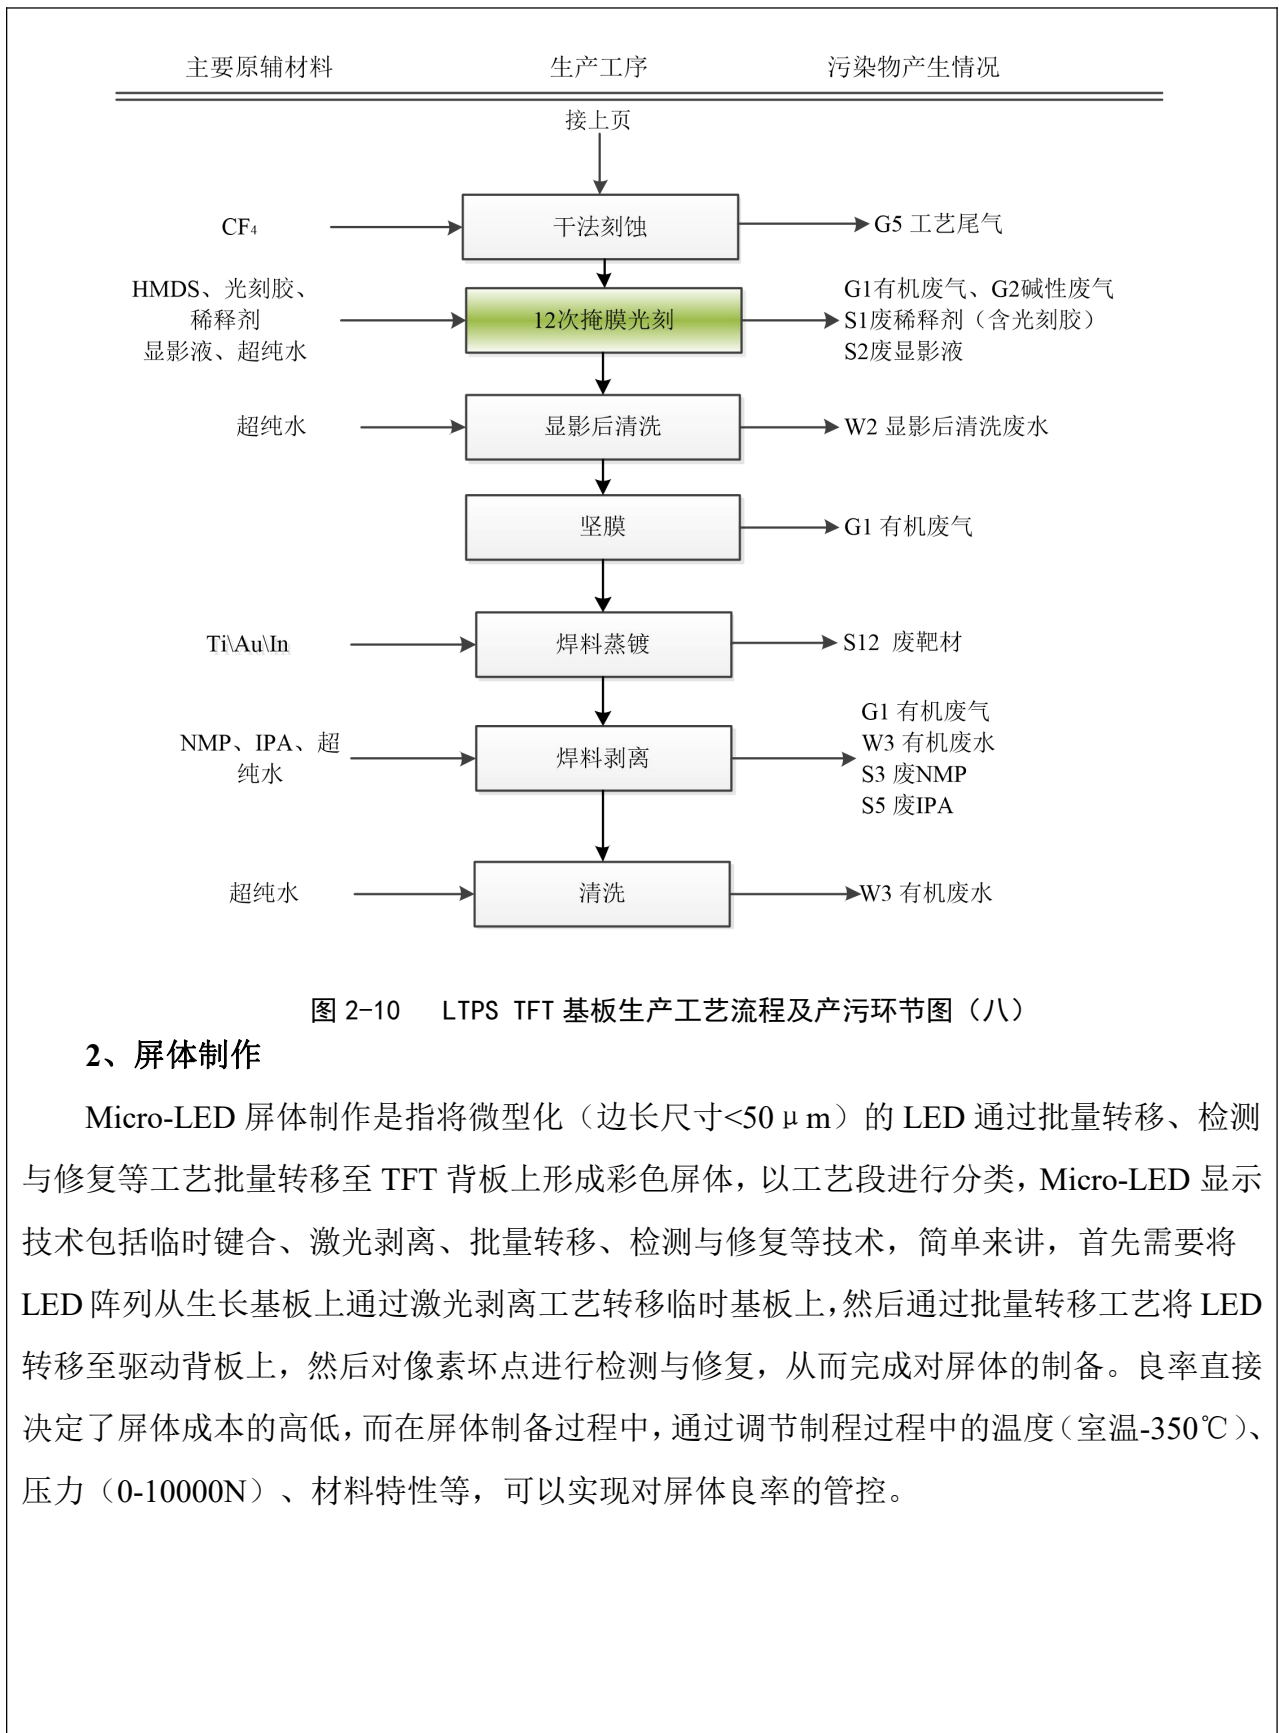 主要原辅材料 生产工序 污染物产生情况
接上页
CF₄ 干法刻蚀 G5 工艺尾气
HMDS、光刻胶、
稀释剂
显影液、超纯水
12次掩膜光刻
G1有机废气、G2碱性废气
S1废稀释剂（含光刻胶）
S2废显影液
超纯水 显影后清洗 W2 显影后清洗废水
坚膜 G1 有机废气
Ti\Au\In 焊料蒸镀 S12 废靶材
NMP、IPA、超
纯水
焊料剥离
G1 有机废气
W3 有机废水
S3 废NMP
S5 废IPA
超纯水 清洗 W3 有机废水
图 2-10 LTPS TFT 基板生产工艺流程及产污环节图（八）
2、屏体制作
Micro-LED 屏体制作是指将微型化（边长尺寸<50μm）的 LED 通过批量转移、检测
与修复等工艺批量转移至 TFT 背板上形成彩色屏体，以工艺段进行分类，Micro-LED 显示
技术包括临时键合、激光剥离、批量转移、检测与修复等技术，简单来讲，首先需要将
LED 阵列从生长基板上通过激光剥离工艺转移临时基板上，然后通过批量转移工艺将 LED
转移至驱动背板上，然后对像素坏点进行检测与修复，从而完成对屏体的制备。良率直接
决定了屏体成本的高低，而在屏体制备过程中，通过调节制程过程中的温度（室温-350℃）、
压力（0-10000N）、材料特性等，可以实现对屏体良率的管控。